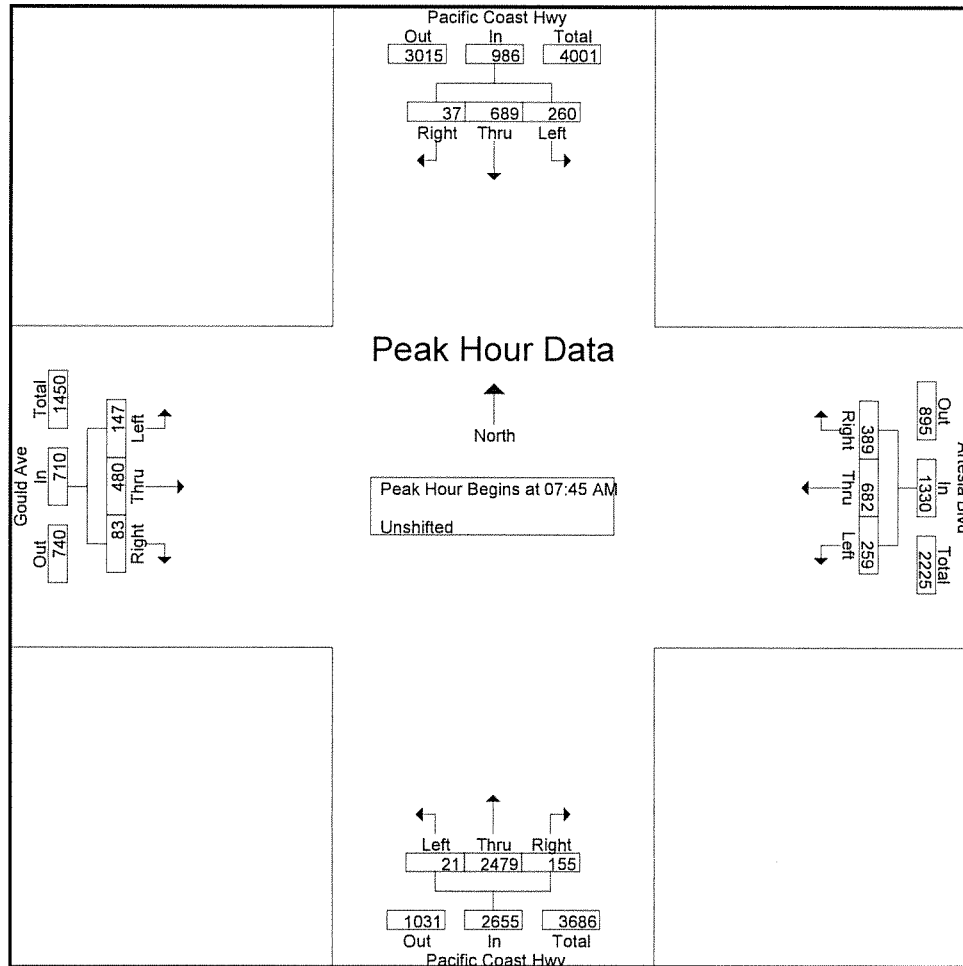 Pacific Coast Hwy
Out In Total
3015 986 4001
37 689 260
Right Thru Left
Peak Hour Data
North
Peak Hour Begins at 07:45 AM
Unshifted
Gould Ave
Total In Out
1450 710 740
147 480 83
Left Thru Right
Artesia Blvd
Out In Total
895 1330 2225
389 682 259
Right Thru Left
Left Thru Right
21 2479 155
1031 2655 3686
Out In Total
Pacific Coast Hwy